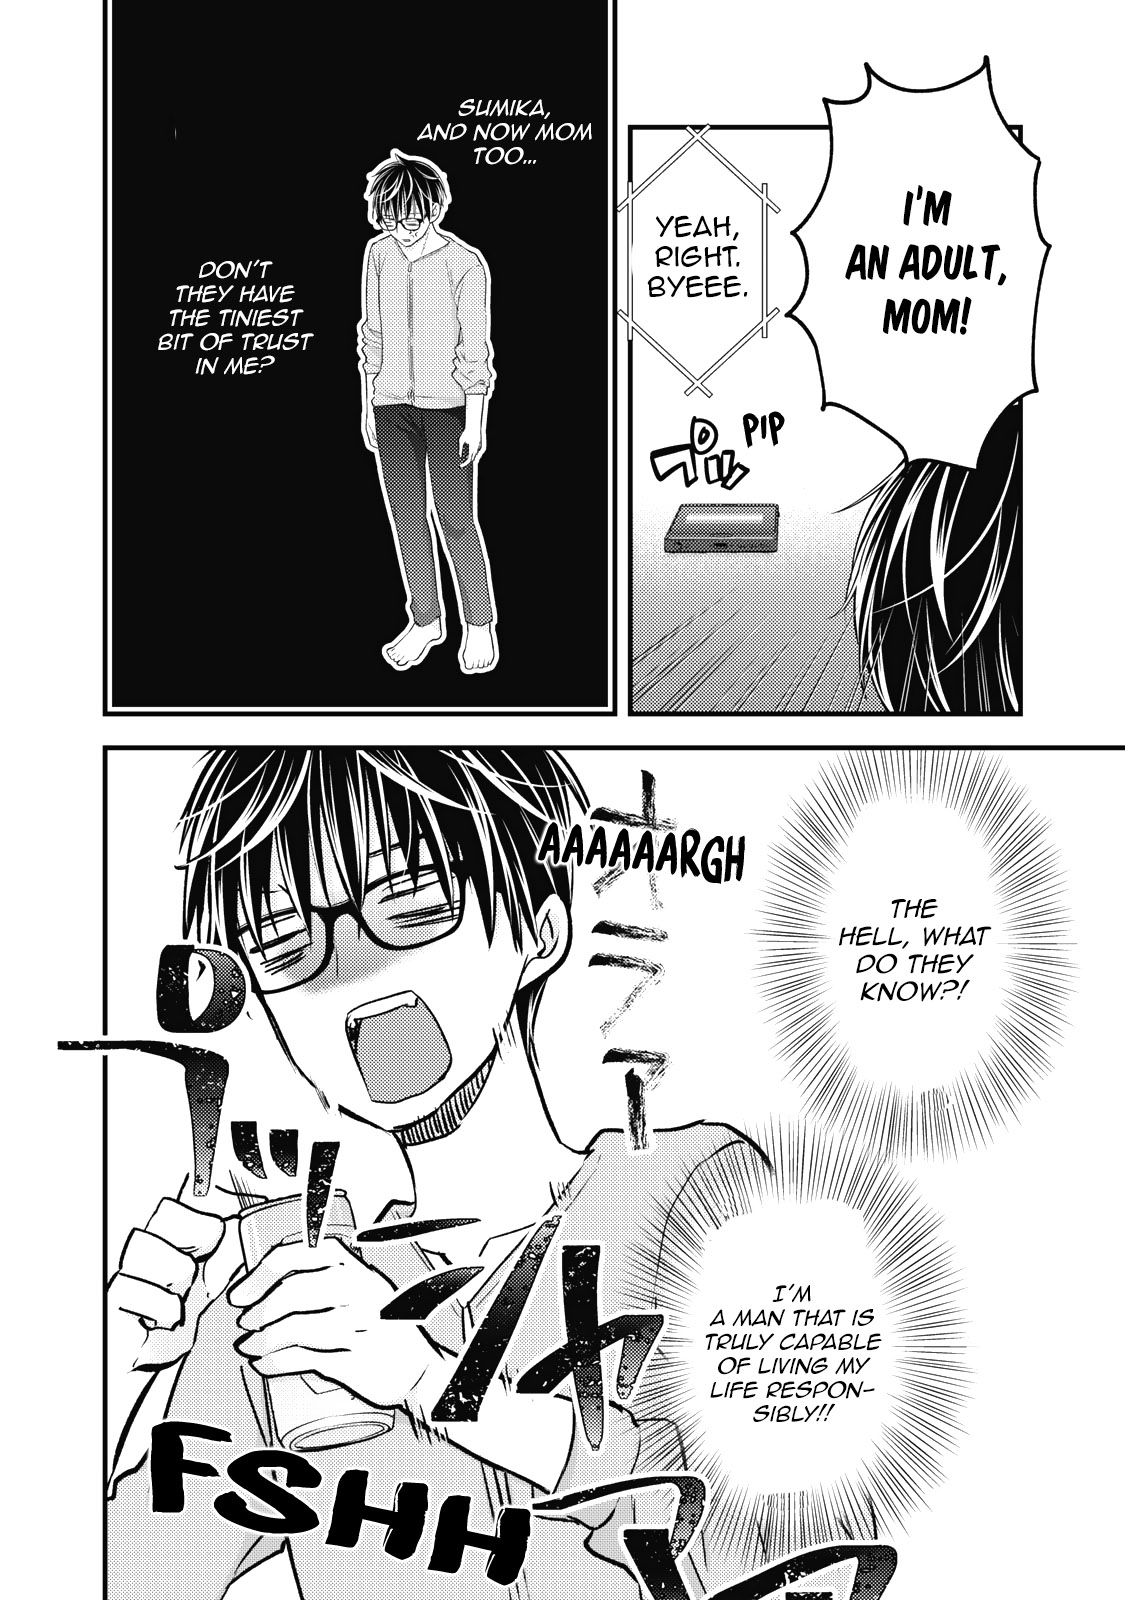 I'M
AN ADULT,
MOM!
YEAH,
RIGHT.
BYEEE.
ピッ
PIP
SUMIKA,
AND NOW MOM
TOO...
DON'T
THEY HAVE
THE TINIEST
BIT OF TRUST
IN ME?
THE
HELL, WHAT
DO THEY
KNOW?!
AAAAAARGH
I'M
A MAN THAT IS
TRULY CAPABLE
OF LIVING MY
LIFE RESPON-
SIBLY!!
FSHH